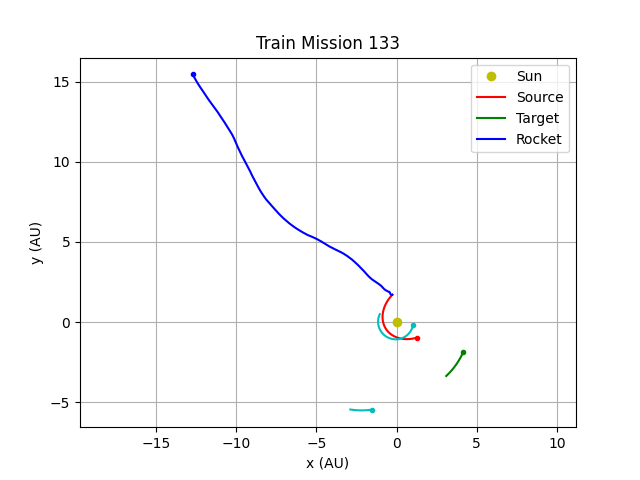 Train Mission 133
Sun
Source
Target
Rocket
y (AU)
15
10
5
0
−5
−15
−10
−5
0
5
10
x (AU)